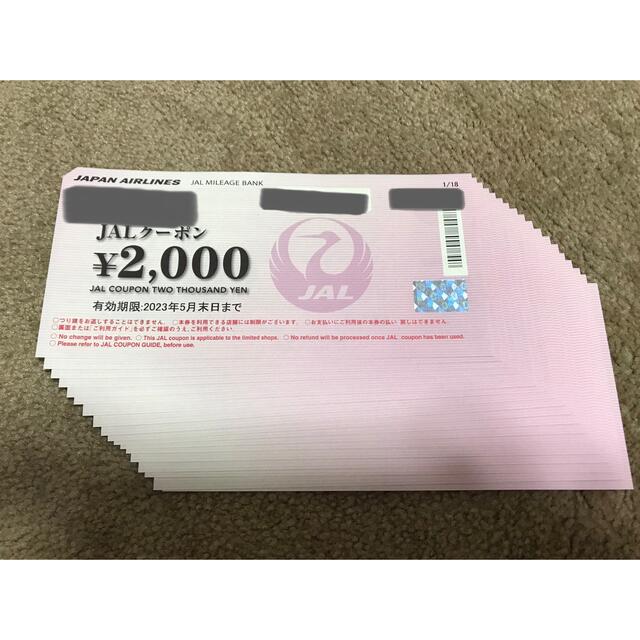 JAPAN AIRLINES JAL MILEAGE BANK 1/18
JALクーポン
¥2,000
JAL COUPON TWO THOUSAND YEN
有効期限:2023年5月末日まで
JAL
○つり銭をお返しすることはできません。 ○本券を利用できる店舗には制限がございます。 ○お支払いにご利用後の本券の払い戻しはできません。
○裏面または「ご利用ガイド」を必ずご確認のうえ、ご利用ください。
○No change will be given. ○This JAL coupon is applicable to the limited shops. ○No refund will be processed once JAL coupon has been used.
○Please refer to JAL COUPON GUIDE, before use.